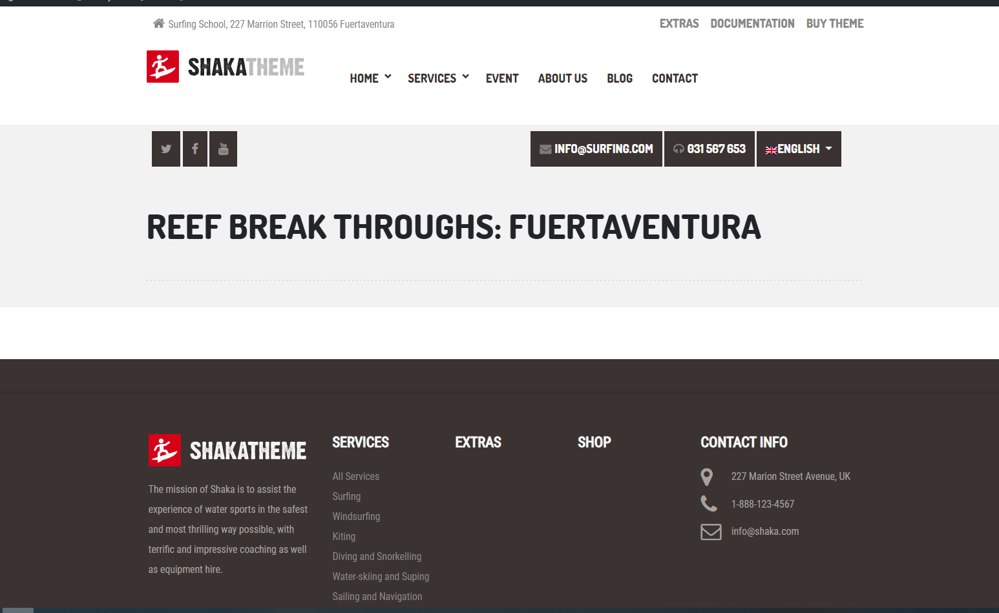 Surfing School, 227 Marrion Street, 110056 Fuertaventura
EXTRAS DOCUMENTATION BUY THEME
SHAKATHEME
HOME SERVICES EVENT ABOUT US BLOG CONTACT
INFO@SURFING.COM 031 567 653 ENGLISH
REEF BREAK THROUGHS: FUERTAVENTURA
SHAKATHEME
The mission of Shaka is to assist the
experience of water sports in the safest
and most thrilling way possible, with
terrific and impressive coaching as well
as equipment hire.
SERVICES
All Services
Surfing
Windsurfing
Kiting
Diving and Snorkelling
Water-skiing and Suping
Sailing and Navigation
EXTRAS
SHOP
CONTACT INFO
227 Marion Street Avenue, UK
1-888-123-4567
info@shaka.com